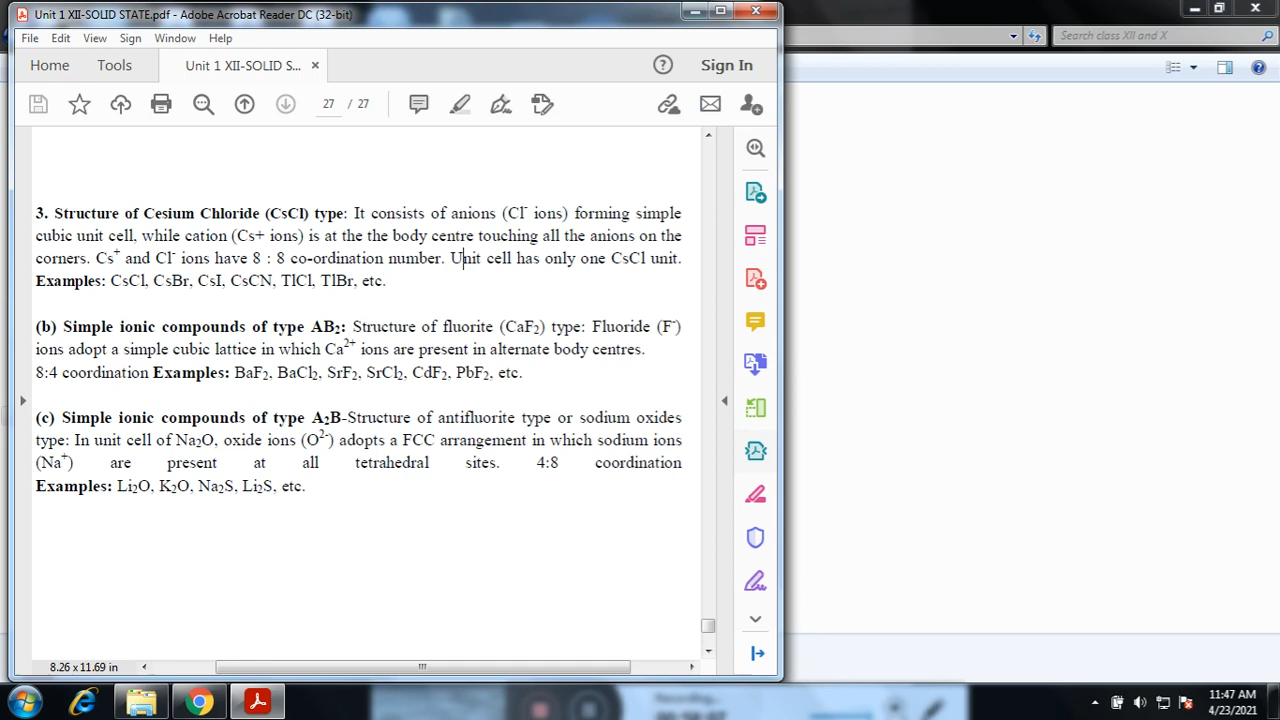 Unit 1 XII-SOLID STATE.pdf - Adobe Acrobat Reader DC (32-bit)
Search class XII and X
File Edit View Sign Window Help
Home Tools Unit 1 XII-SOLID S... × Sign In
27 / 27
3. Structure of Cesium Chloride (CsCl) type: It consists of anions (Cl⁻ ions) forming simple
cubic unit cell, while cation (Cs+ ions) is at the the body centre touching all the anions on the
corners. Cs⁺ and Cl⁻ ions have 8 : 8 co-ordination number. Unit cell has only one CsCl unit.
Examples: CsCl, CsBr, CsI, CsCN, TlCl, TlBr, etc.
(b) Simple ionic compounds of type AB₂: Structure of fluorite (CaF₂) type: Fluoride (F⁻)
ions adopt a simple cubic lattice in which Ca²⁺ ions are present in alternate body centres.
8:4 coordination Examples: BaF₂, BaCl₂, SrF₂, SrCl₂, CdF₂, PbF₂, etc.
(c) Simple ionic compounds of type A₂B-Structure of antifluorite type or sodium oxides
type: In unit cell of Na₂O, oxide ions (O²⁻) adopts a FCC arrangement in which sodium ions
(Na⁺) are present at all tetrahedral sites. 4:8 coordination
Examples: Li₂O, K₂O, Na₂S, Li₂S, etc.
8.26 x 11.69 in
Recording...
11:47 AM
4/23/2021